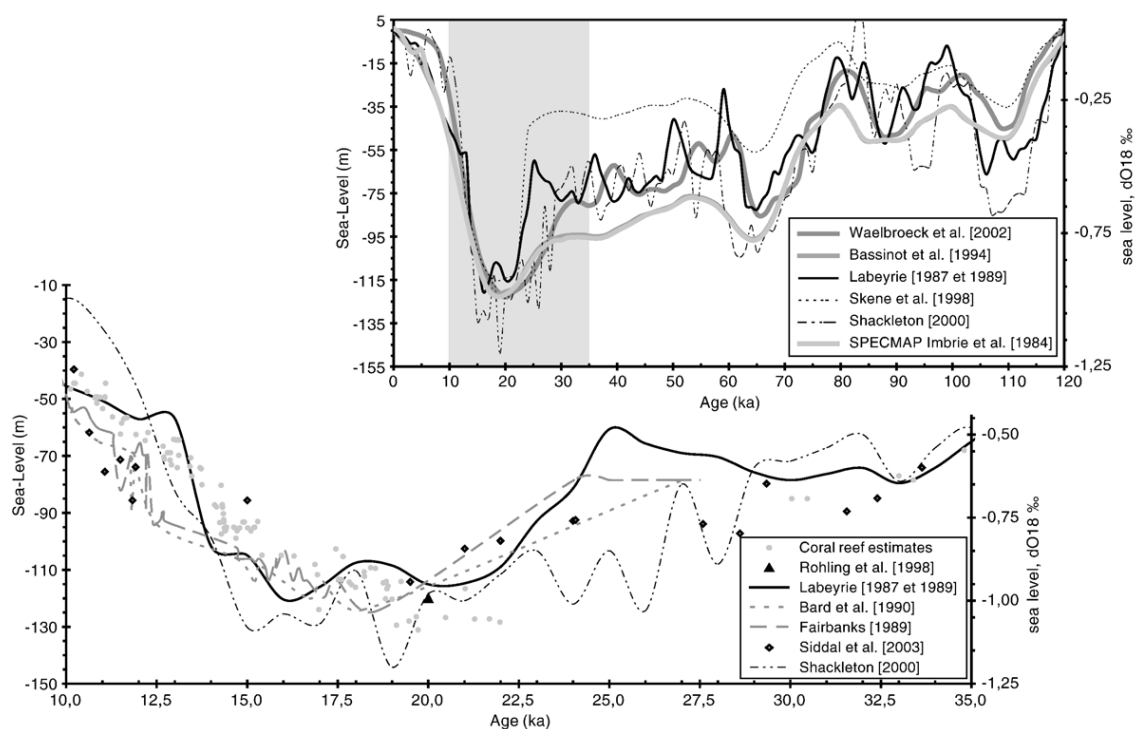 5
-15
-35
-55
-75
-95
-115
-135
-155
Sea-Level (m)
0 10 20 30 40 50 60 70 80 90 100 110 120
Age (ka)
-0,25
-0,75
-1,25
sea level, dO18 ‰
Waelbroeck et al. [2002]
Bassinot et al. [1994]
Labeyrie [1987 et 1989]
Skene et al. [1998]
Shackleton [2000]
SPECMAP Imbrie et al. [1984]
-10
-30
-50
-70
-90
-110
-130
-150
Sea-Level (m)
10,0 12,5 15,0 17,5 20,0 22,5 25,0 27,5 30,0 32,5 35,0
Age (ka)
-0,50
-0,75
-1,00
-1,25
sea level, dO18 ‰
Coral reef estimates
Rohling et al. [1998]
Labeyrie [1987 et 1989]
Bard et al. [1990]
Fairbanks [1989]
Siddal et al. [2003]
Shackleton [2000]